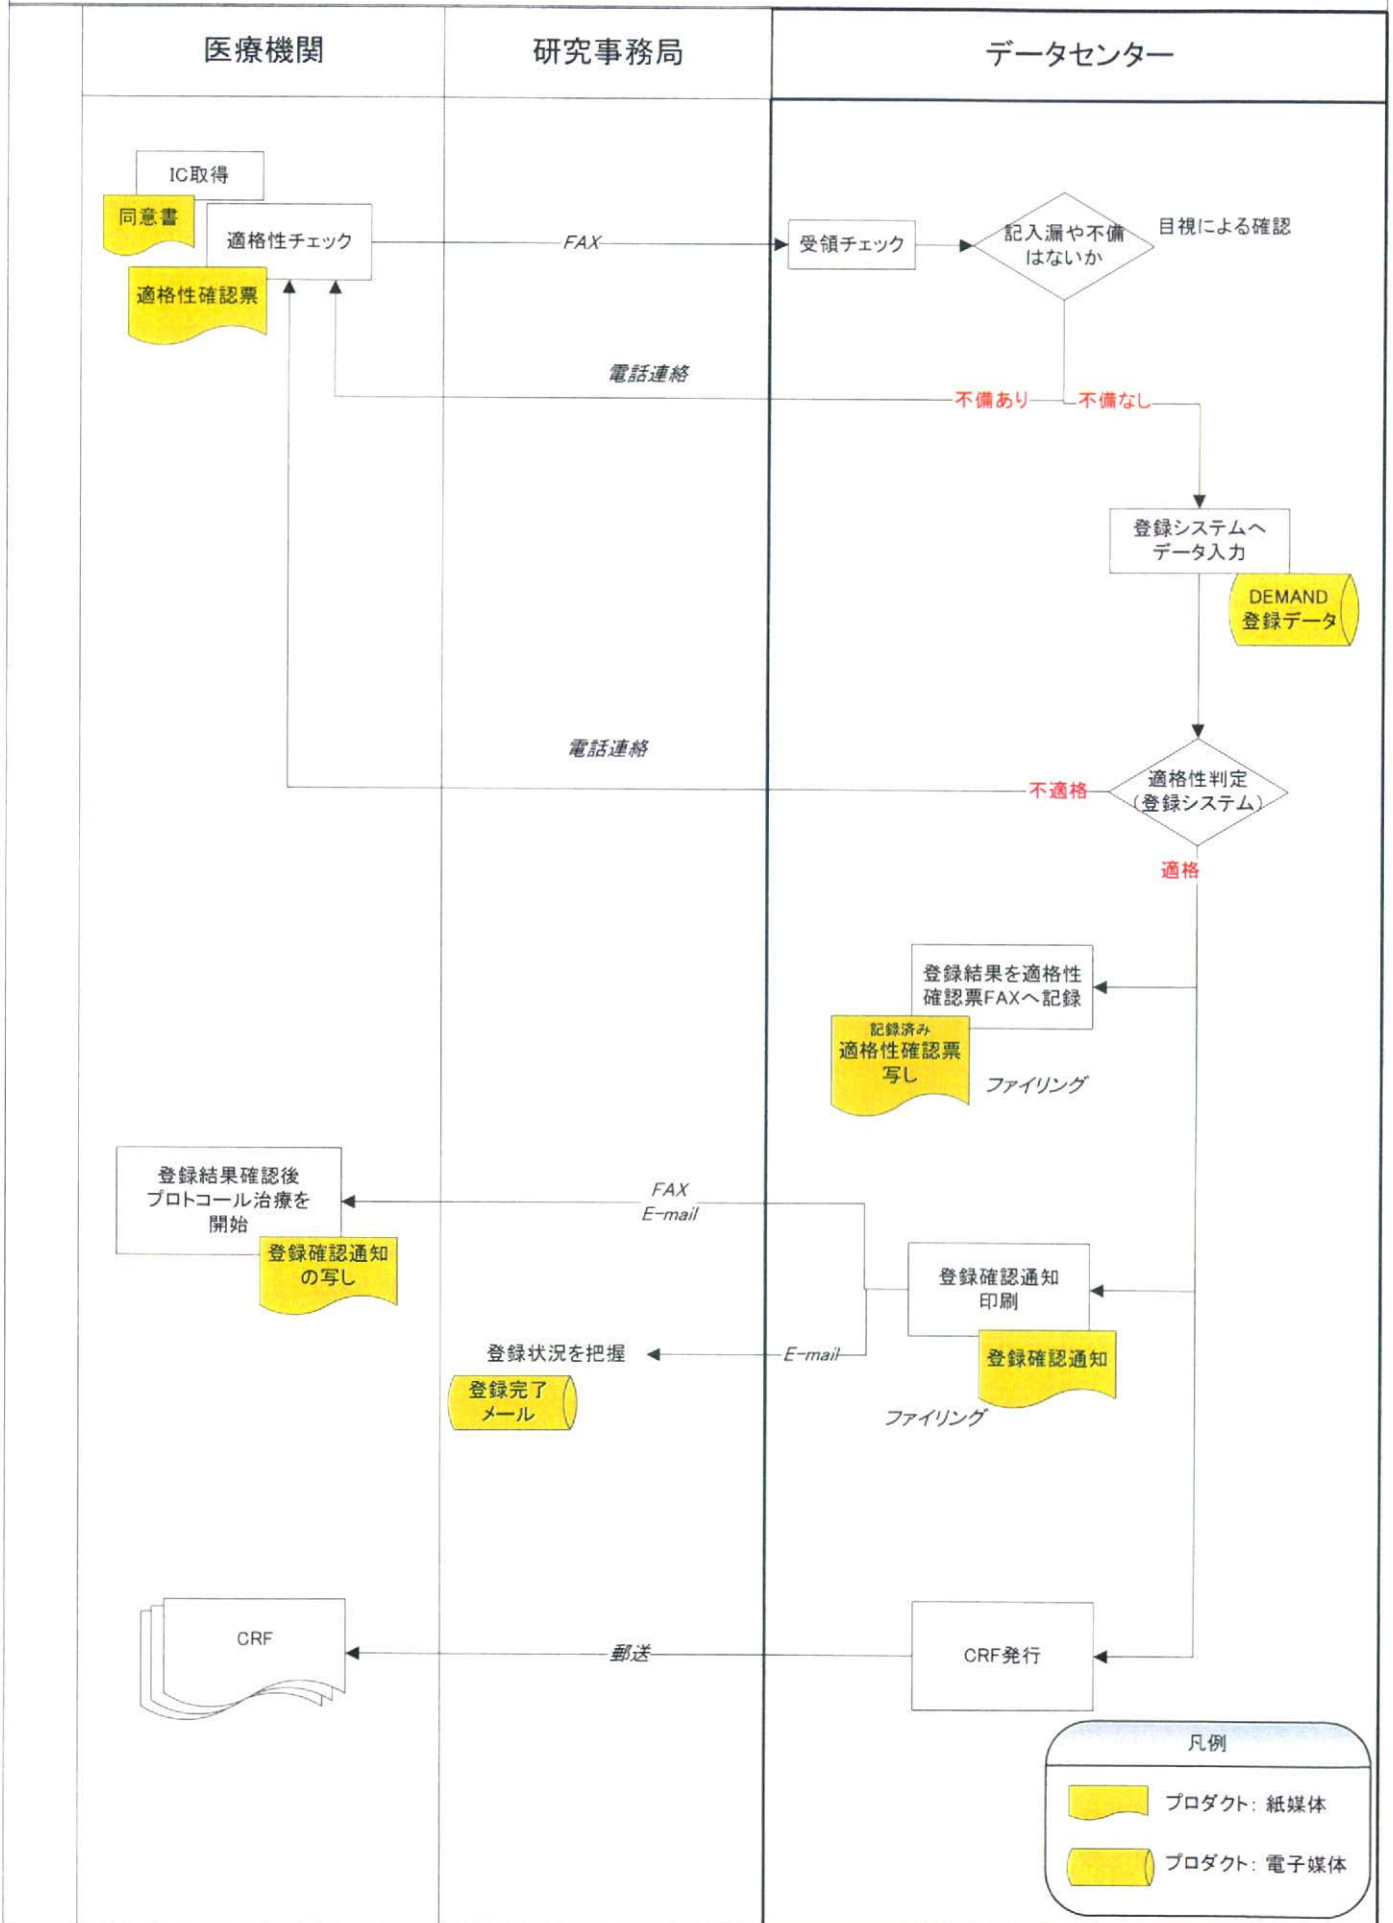 医療機関
研究事務局
データセンター
IC取得
同意書
適格性チェック
適格性確認票
FAX
受領チェック
記入漏や不備
はないか
目視による確認
電話連絡
不備あり
不備なし
登録システムへ
データ入力
DEMAND
登録データ
電話連絡
不適格
適格性判定
(登録システム)
適格
登録結果を適格性
確認票FAXへ記録
記録済み
適格性確認票
写し
ファイリング
登録結果確認後
プロトコール治療を
開始
登録確認通知
の写し
FAX
E-mail
登録確認通知
印刷
登録確認通知
ファイリング
登録状況を把握
E-mail
登録完了
メール
CRF
郵送
CRF発行
凡例
プロダクト: 紙媒体
プロダクト: 電子媒体